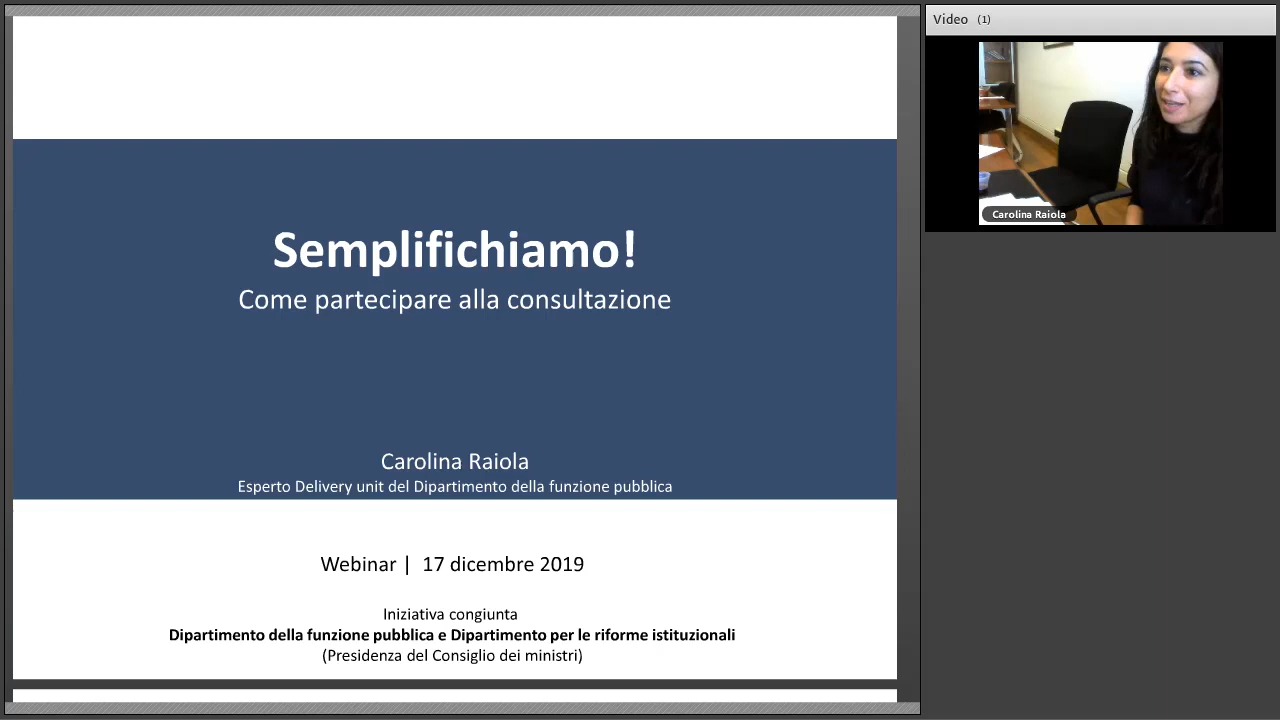 Video (1)
Carolina Raiola
Semplifichiamo!
Come partecipare alla consultazione
Carolina Raiola
Esperto Delivery unit del Dipartimento della funzione pubblica
Webinar | 17 dicembre 2019
Iniziativa congiunta
Dipartimento della funzione pubblica e Dipartimento per le riforme istituzionali
(Presidenza del Consiglio dei ministri)